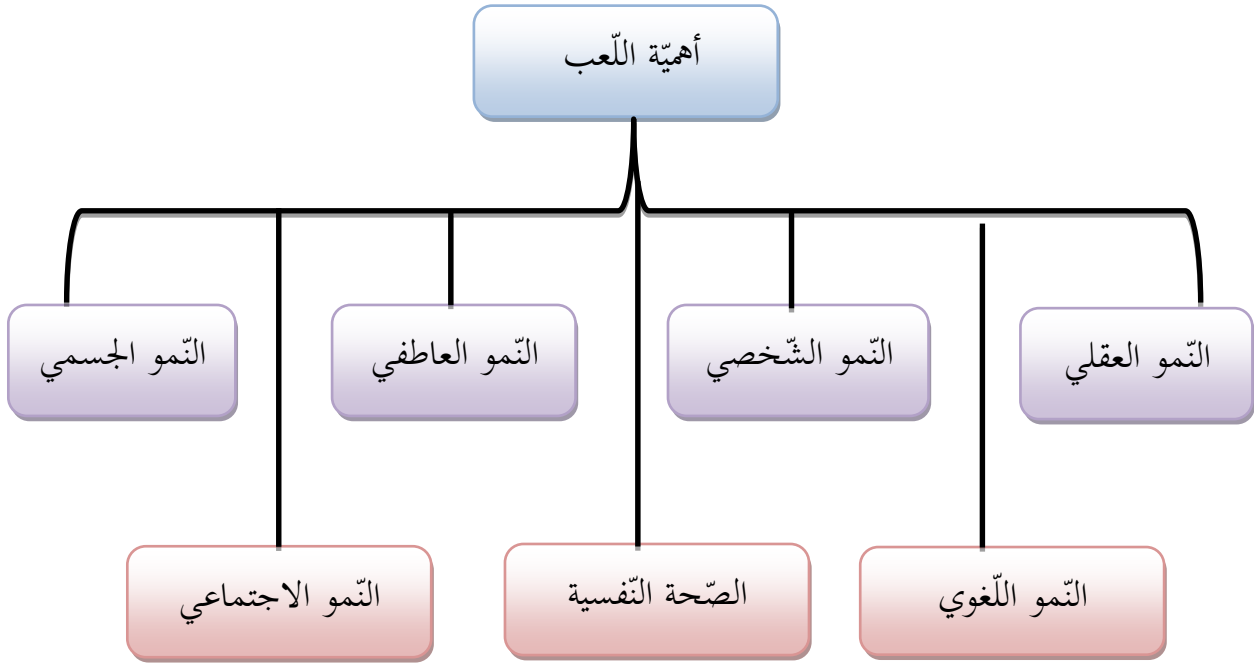 أهميّة اللّعب
النّمو العقلي
النّمو الشّخصي
النّمو العاطفي
النّمو الجسمي
النّمو اللّغوي
الصّحة النّفسية
النّمو الاجتماعي